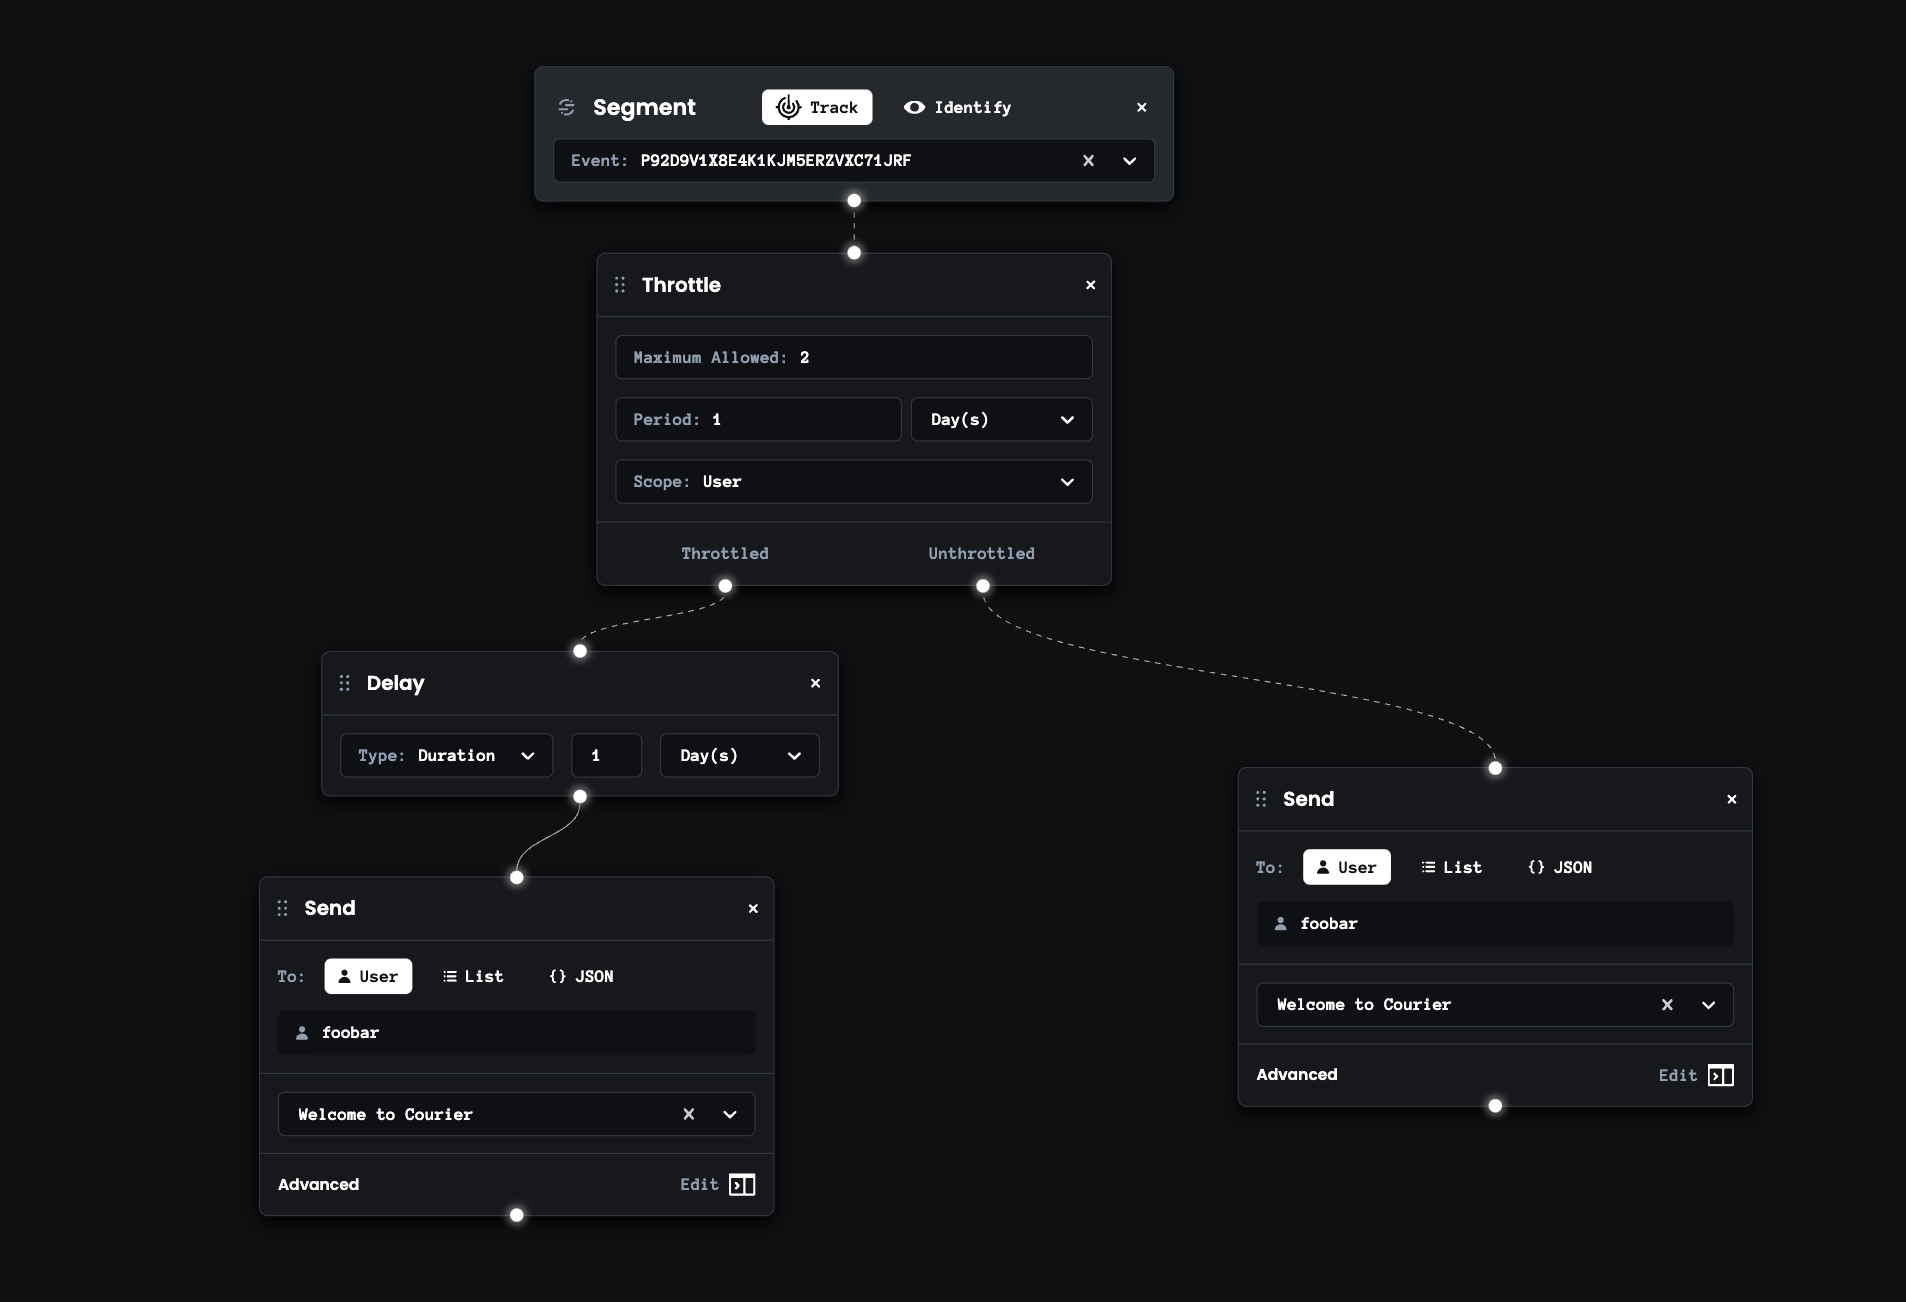 Segment Track Identify
Event: P92D9V1X8E4K1KJM5ERZVXC71JRF
Throttle
Maximum Allowed: 2
Period: 1 Day(s)
Scope: User
Throttled Unthrottled
Delay
Type: Duration 1 Day(s)
Send
To: User List {} JSON
foobar
Welcome to Courier
Advanced Edit
Send
To: User List {} JSON
foobar
Welcome to Courier
Advanced Edit